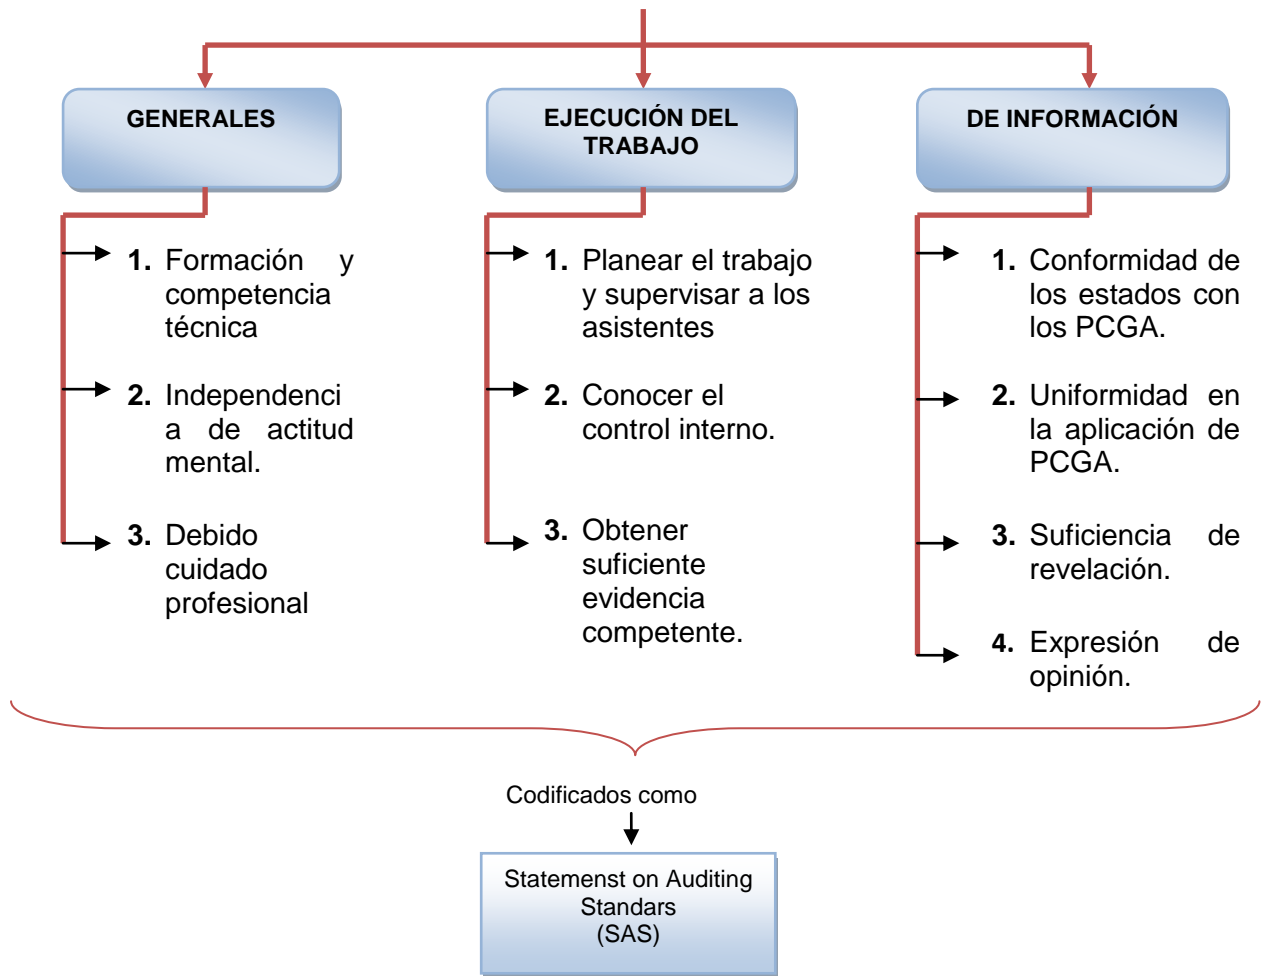 GENERALES
1. Formación y
competencia
técnica
2. Independenci
a de actitud
mental.
3. Debido
cuidado
profesional
EJECUCIÓN DEL
TRABAJO
1. Planear el trabajo
y supervisar a los
asistentes
2. Conocer el
control interno.
3. Obtener
suficiente
evidencia
competente.
DE INFORMACIÓN
1. Conformidad de
los estados con
los PCGA.
2. Uniformidad en
la aplicación de
PCGA.
3. Suficiencia de
revelación.
4. Expresión de
opinión.
Codificados como
Statemenst on Auditing
Standars
(SAS)